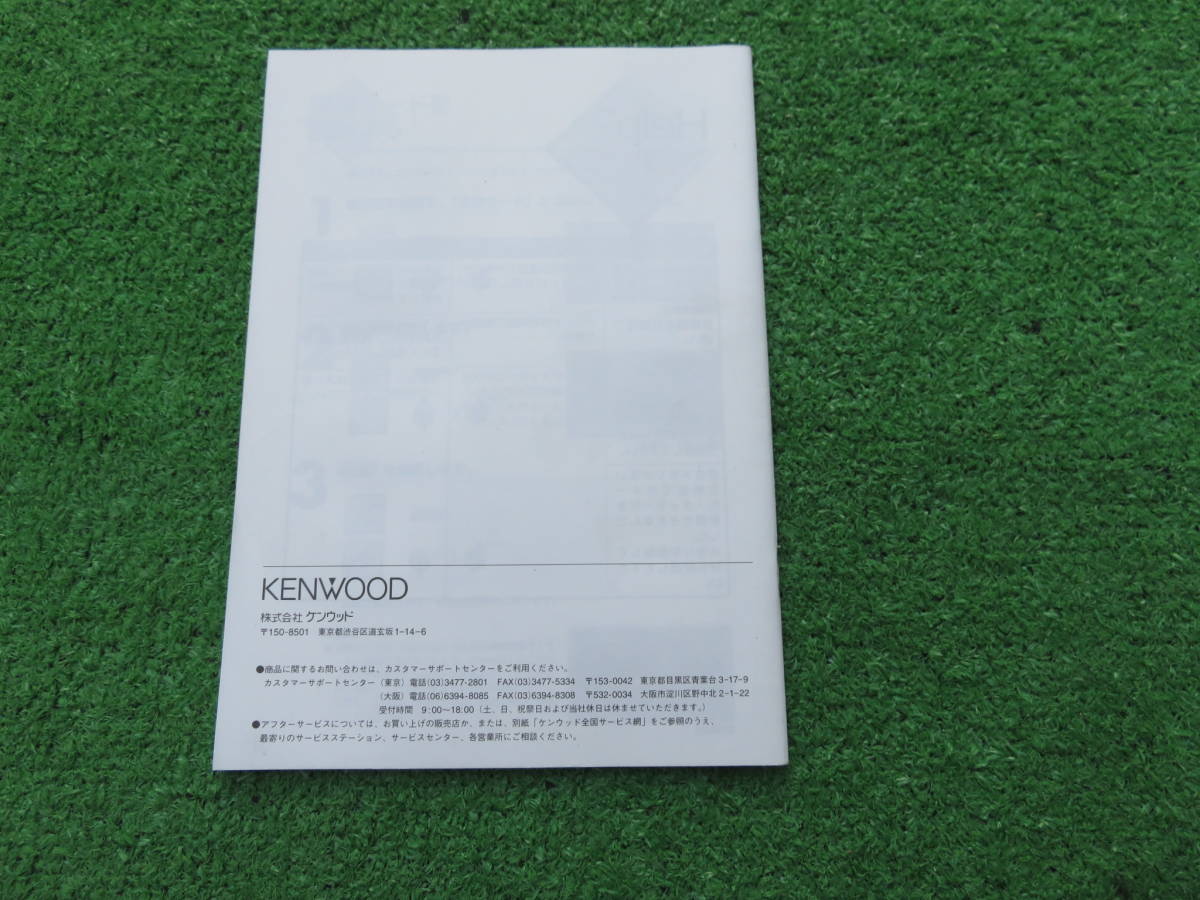 KENWOOD
株式会社 ケンウッド
〒150-8501 東京都渋谷区道玄坂1-14-6
●商品に関するお問い合わせは、カスタマーサポートセンターをご利用ください。
カスタマーサポートセンター（東京）電話(03)3477-2801 FAX(03)3477-5334 〒153-0042 東京都目黒区青葉台3-17-9
（大阪）電話(06)6394-8085 FAX(03)6394-8308 〒532-0034 大阪市淀川区野中北2-1-22
受付時間 9:00〜18:00（土、日、祝祭日および当社休日は休ませていただきます。）
●アフターサービスについては、お買い上げの販売店か、または、別紙「ケンウッド全国サービス網」をご参照のうえ、
最寄りのサービスステーション、サービスセンター、各営業所にご相談ください。